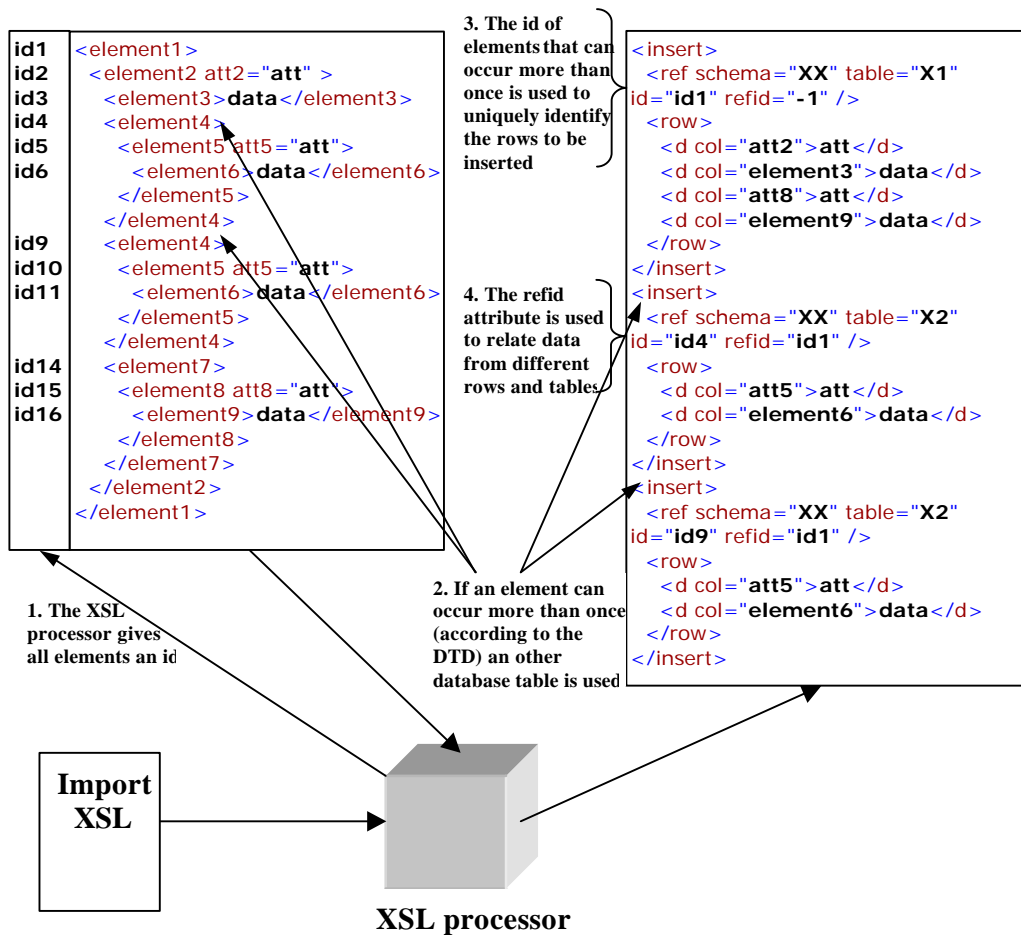 id1
id2
id3
id4
id5
id6
id9
id10
id11
id14
id15
id16
<element1>
<element2 att2="att" >
<element3>data</element3>
<element4>
<element5 att5="att">
<element6>data</element6>
</element5>
</element4>
<element4>
<element5 att5="att">
<element6>data</element6>
</element5>
</element4>
<element7>
<element8 att8="att">
<element9>data</element9>
</element8>
</element7>
</element2>
</element1>
3. The id of
elements that can
occur more than
once is used to
uniquely identify
the rows to be
inserted
4. The refid
attribute is used
to relate data
from different
rows and tables
<insert>
<ref schema="XX" table="X1"
id="id1" refid="-1" />
<row>
<d col="att2">att</d>
<d col="element3">data</d>
<d col="att8">att</d>
<d col="element9">data</d>
</row>
</insert>
<insert>
<ref schema="XX" table="X2"
id="id4" refid="id1" />
<row>
<d col="att5">att</d>
<d col="element6">data</d>
</row>
</insert>
<insert>
<ref schema="XX" table="X2"
id="id9" refid="id1" />
<row>
<d col="att5">att</d>
<d col="element6">data</d>
</row>
</insert>
1. The XSL
processor gives
all elements an id
2. If an element can
occur more than once
(according to the
DTD) an other
database table is used
Import
XSL
XSL processor